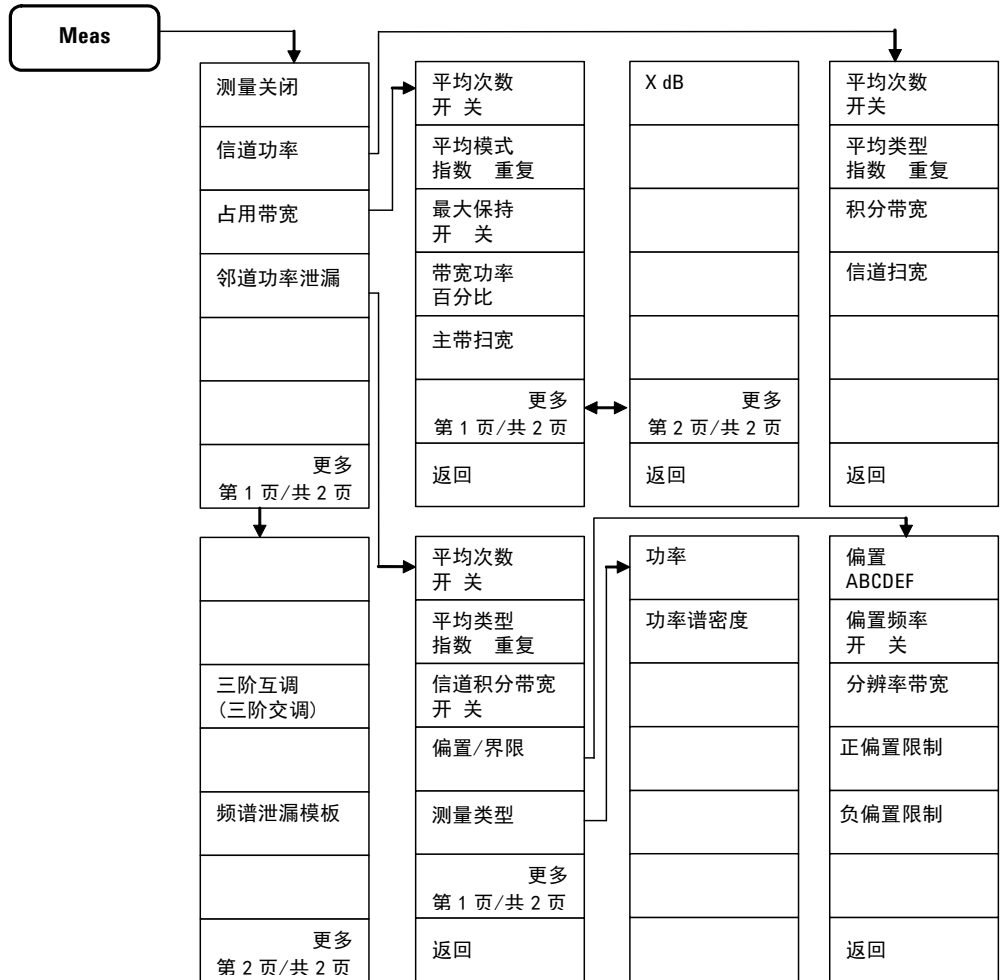 Meas
测量关闭
信道功率
占用带宽
邻道功率泄漏
更多
第 1 页/共 2 页
平均次数
开 关
平均模式
指数 重复
最大保持
开 关
带宽功率
百分比
主带扫宽
更多
第 1 页/共 2 页
返回
X dB
更多
第 2 页/共 2 页
返回
平均次数
开关
平均类型
指数 重复
积分带宽
信道扫宽
返回
三阶互调
(三阶交调)
频谱泄漏模板
更多
第 2 页/共 2 页
平均次数
开 关
平均类型
指数 重复
信道积分带宽
开 关
偏置/界限
测量类型
更多
第 1 页/共 2 页
返回
功率
功率谱密度
偏置
ABCDEF
偏置频率
开 关
分辨率带宽
正偏置限制
负偏置限制
返回